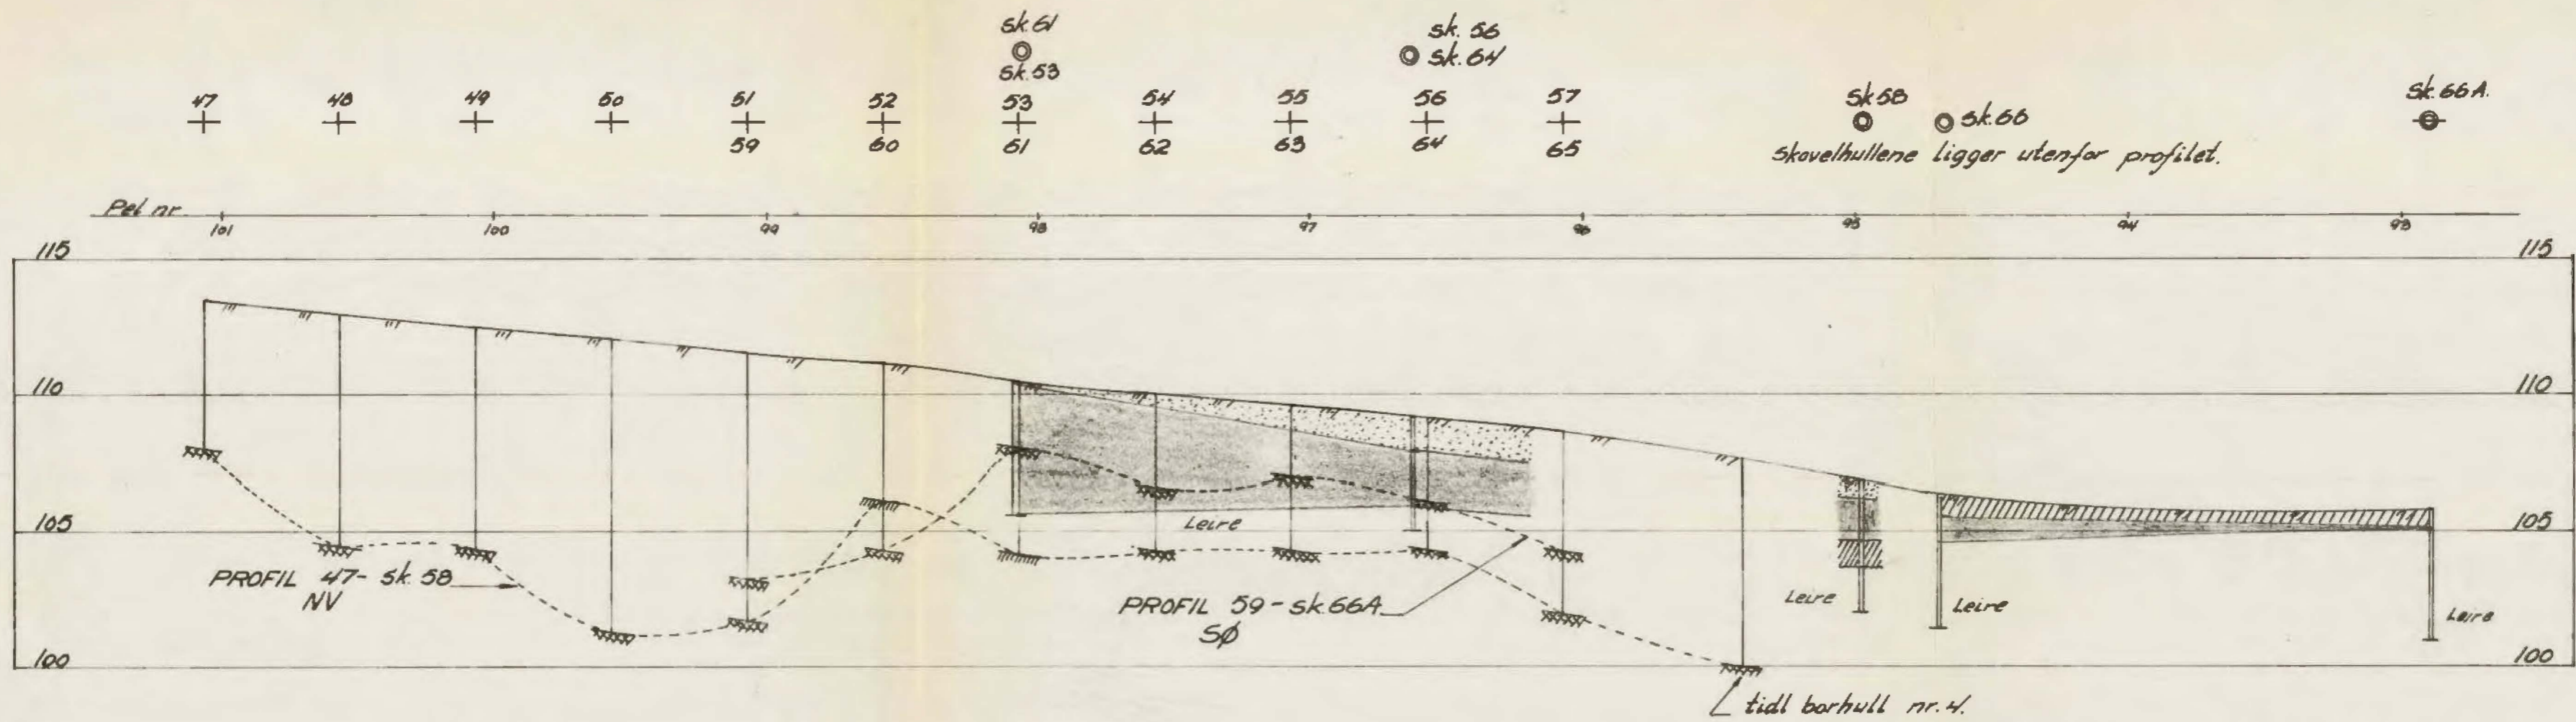 sk. 61
sk. 53
sk. 56
sk. 64
47 48 49 50 51 52 53 54 55 56 57
59 60 61 62 63 64 65
Sk 58
sk. 66
Sk. 66 A.
Skovelhullene ligger utenfor profilet.
Pel nr.
101 100 99 98 97 96 95 94 93
115 115
110 110
105 105
100 100
Leire
PROFIL 47 - sk. 58
NV
PROFIL 59 - sk. 66A
SØ
Leire
Leire
Leire
tidl borhull nr. 4.